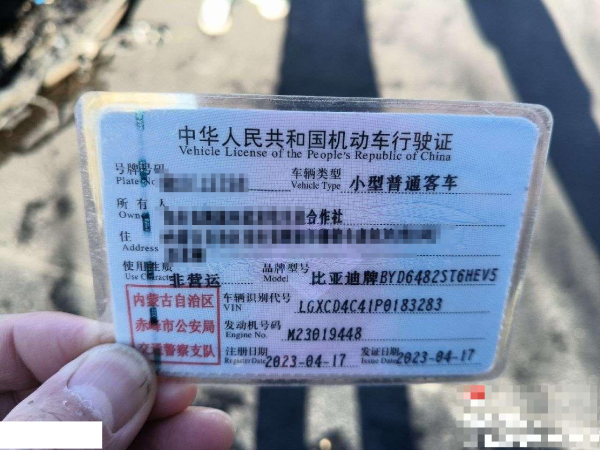 中华人民共和国机动车行驶证
Vehicle License of the People's Republic of China
号牌号码
Plate No
车辆类型 小型普通客车
Vehicle Type
所有人 合作社
Owner
住
Address
使用性质 非营运
Use Character
品牌型号 比亚迪牌BYD6482ST6HEV5
Model
内蒙古自治区
赤峰市公安局
交通警察支队
车辆识别代号 LGXCD4C41P0183283
VIN
发动机号码 M23019448
Engine No.
注册日期 2023-04-17
Register Date
发证日期 2023-04-17
Issue Date